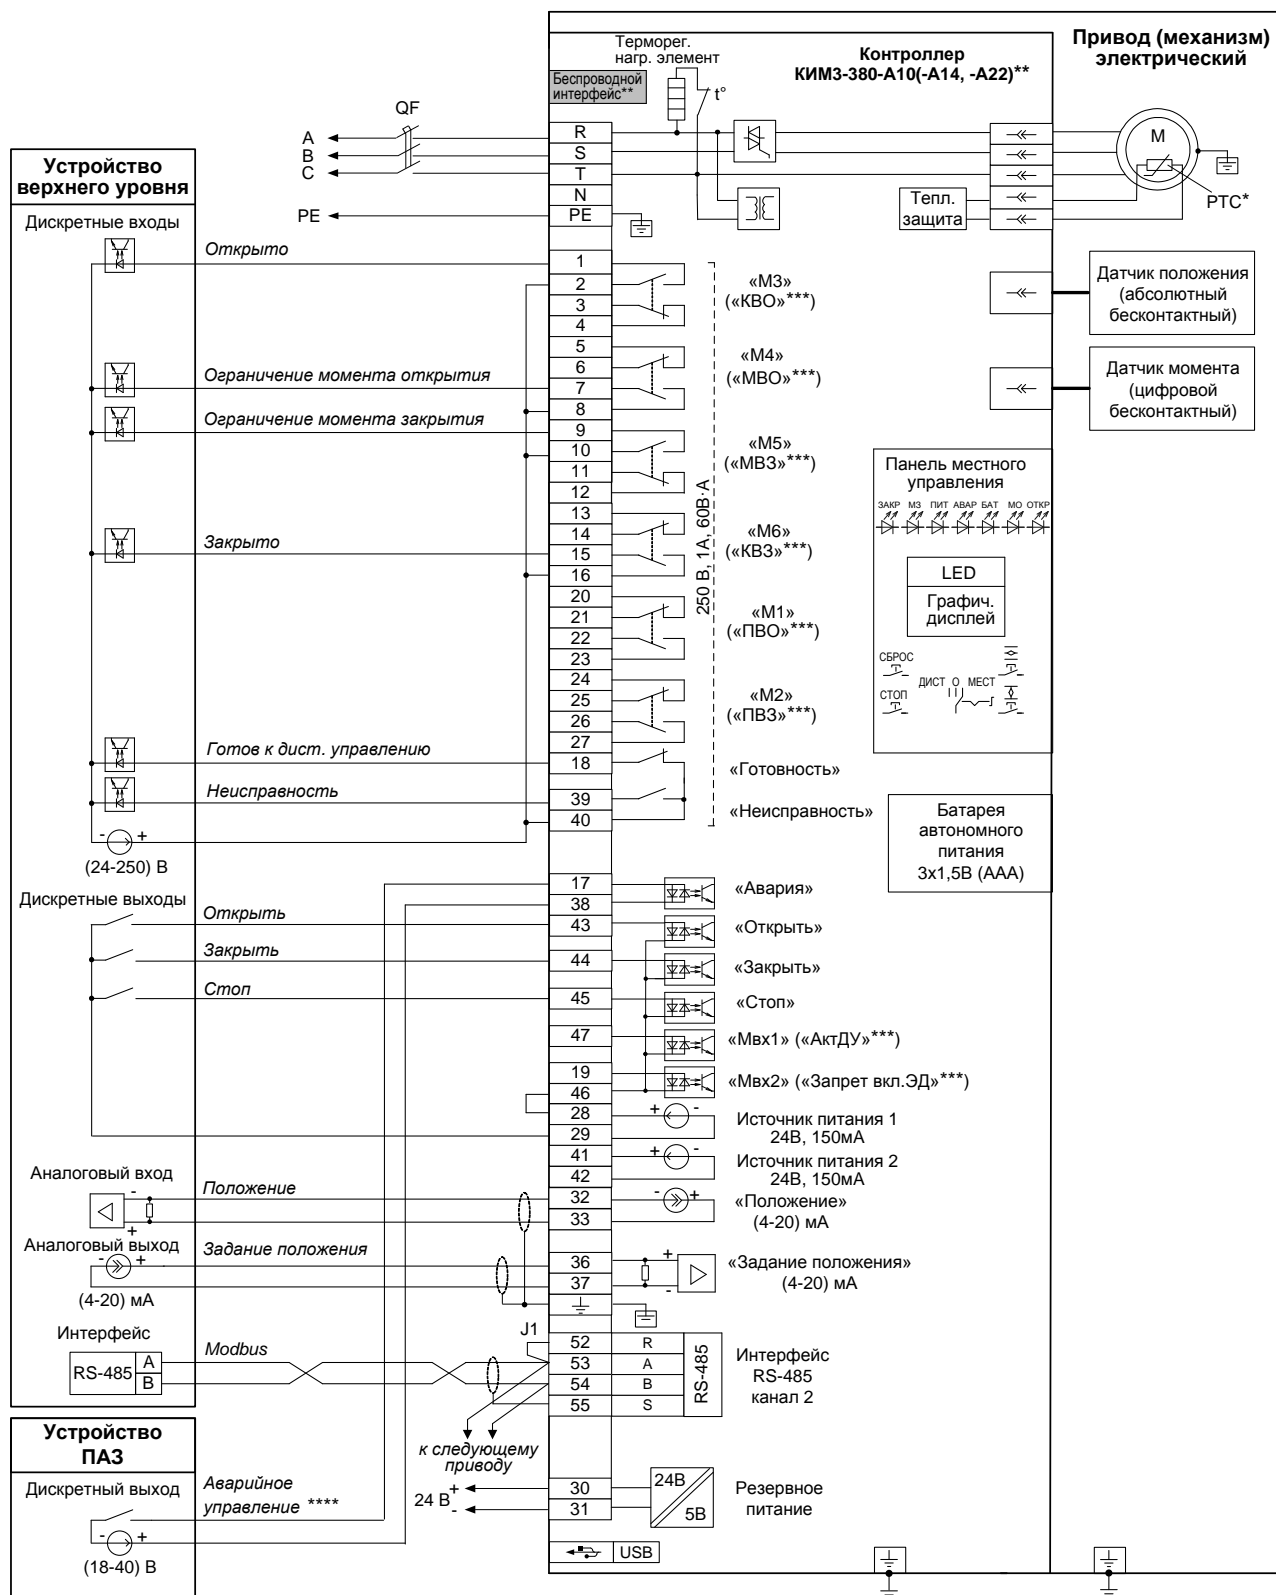 Привод (механизм)
электрический
Контроллер
КИМ3-380-А10(-А14, -А22)**
Терморег.
нагр. элемент
t°
Беспроводной
интерфейс**
QF
A
B
C
PE
R
S
T
N
PE
Тепл.
защита
M
PTC*
Устройство
верхнего уровня
Дискретные входы
Открыто
Ограничение момента открытия
Ограничение момента закрытия
Закрыто
Готов к дист. управлению
Неисправность
- +
(24-250) В
1
2
3
4
5
6
7
8
9
10
11
12
13
14
15
16
20
21
22
23
24
25
26
27
18
39
40
«М3»
(«КВО»***)
«М4»
(«МВО»***)
«М5»
(«МВЗ»***)
«М6»
(«КВЗ»***)
«М1»
(«ПВО»***)
«М2»
(«ПВЗ»***)
«Готовность»
«Неисправность»
250 В, 1А, 60В·А
Датчик положения
(абсолютный
бесконтактный)
Датчик момента
(цифровой
бесконтактный)
Панель местного
управления
ЗАКР МЗ ПИТ АВАР БАТ МО ОТКР
LED
Графич.
дисплей
СБРОС
СТОП
ДИСТ О МЕСТ
Батарея
автономного
питания
3х1,5В (ААА)
Дискретные выходы
Открыть
Закрыть
Стоп
17
38
43
44
45
47
19
46
28
29
41
42
32
33
36
37
«Авария»
«Открыть»
«Закрыть»
«Стоп»
«Мвх1» («АктДУ»***)
«Мвх2» («Запрет вкл.ЭД»***)
+ -
Источник питания 1
24В, 150мА
+ -
Источник питания 2
24В, 150мА
- +
«Положение»
(4-20) мА
+
-
«Задание положения»
(4-20) мА
Аналоговый вход
-
+
Положение
Аналоговый выход
- +
Задание положения
(4-20) мА
Интерфейс
RS-485
A
B
Modbus
J1
52
53
54
55
R
A
B
S
RS-485
Интерфейс
RS-485
канал 2
к следующему
приводу
Устройство
ПАЗ
Дискретный выход
- +
(18-40) В
Аварийное
управление ****
24 В
+
-
30
31
24В
5В
Резервное
питание
USB